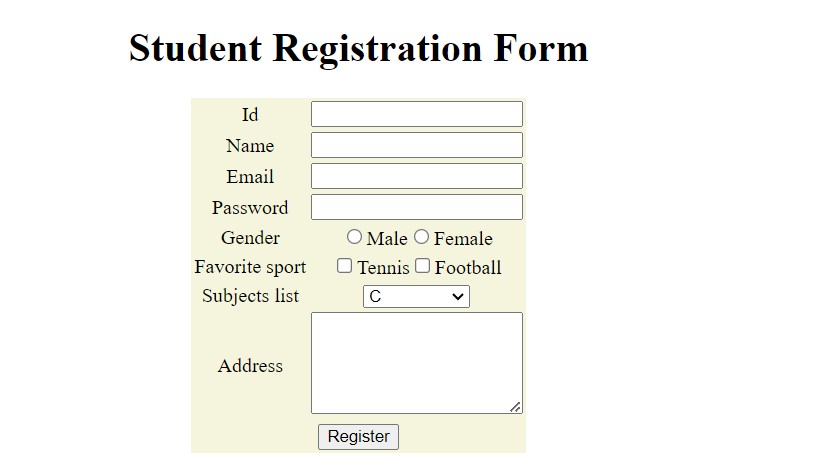 Student Registration Form
Id
Name
Email
Password
Gender Male Female
Favorite sport Tennis Football
Subjects list C
Address
Register